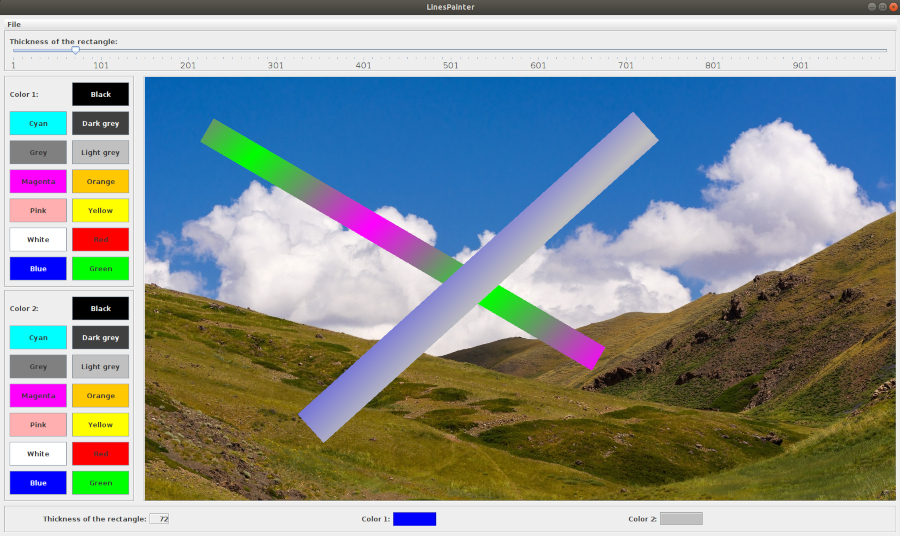 LinesPainter
File
Thickness of the rectangle:
1 101 201 301 401 501 601 701 801 901
Color 1: Black
Cyan Dark grey
Grey Light grey
Magenta Orange
Pink Yellow
White Red
Blue Green
Color 2: Black
Cyan Dark grey
Grey Light grey
Magenta Orange
Pink Yellow
White Red
Blue Green
Thickness of the rectangle: 72 Color 1: Color 2: